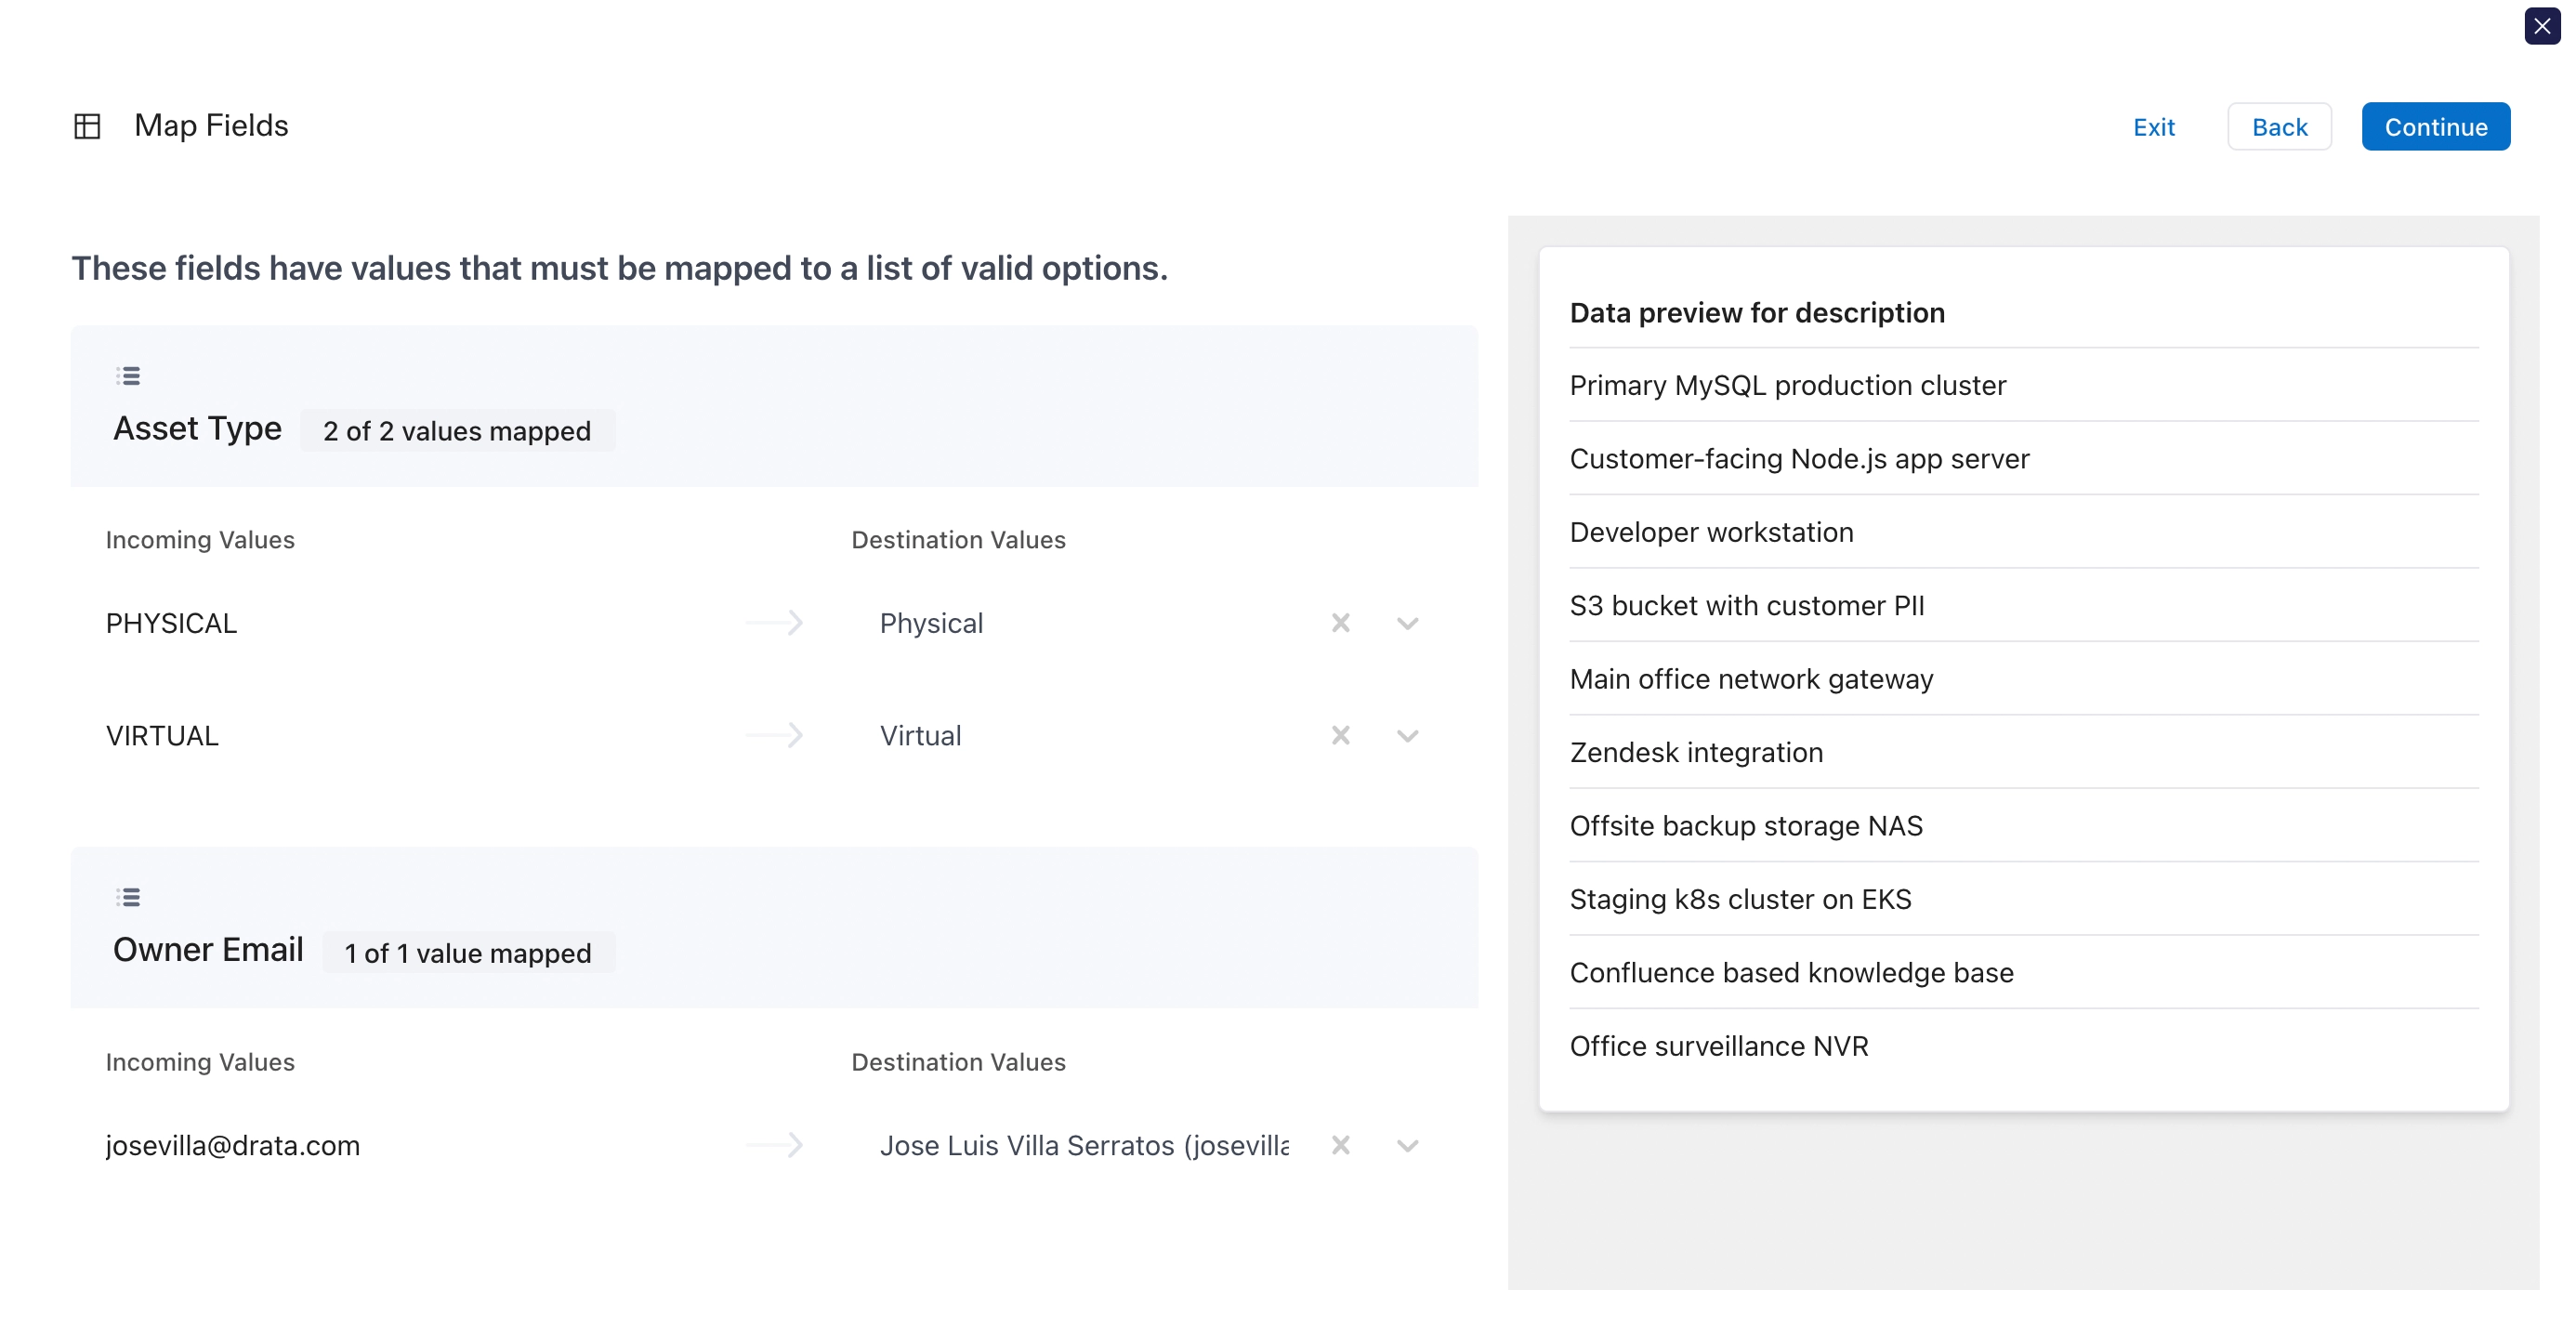 Map Fields
Exit
Back
Continue
These fields have values that must be mapped to a list of valid options.
Asset Type
2 of 2 values mapped
Incoming Values
Destination Values
PHYSICAL
Physical
VIRTUAL
Virtual
Owner Email
1 of 1 value mapped
Incoming Values
Destination Values
josevilla@drata.com
Jose Luis Villa Serratos (josevilla
Data preview for description
Primary MySQL production cluster
Customer-facing Node.js app server
Developer workstation
S3 bucket with customer PII
Main office network gateway
Zendesk integration
Offsite backup storage NAS
Staging k8s cluster on EKS
Confluence based knowledge base
Office surveillance NVR